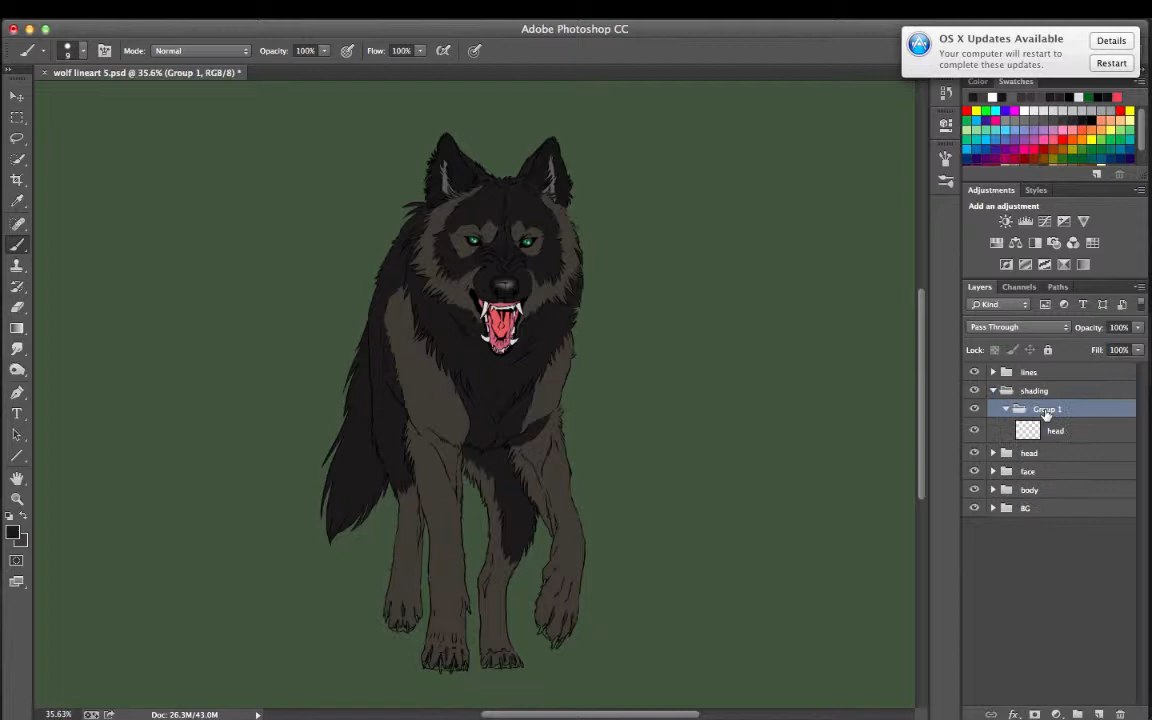 Adobe Photoshop CC
OS X Updates Available
Your computer will restart to complete these updates.
Details
Restart
9
Mode: Normal
Opacity: 100%
Flow: 100%
× wolf lineart 5.psd @ 35.6% (Group 1, RGB/8) *
Color Swatches
Adjustments Styles
Add an adjustment
Layers Channels Paths
Kind
Pass Through
Opacity: 100%
Lock:
Fill: 100%
lines
shading
Group 1
head
head
face
body
BG
35.63%
Doc: 26.3M/43.0M
fx